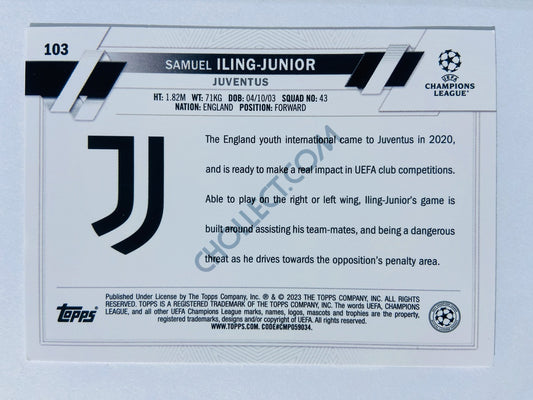 103
SAMUEL ILING-JUNIOR
JUVENTUS
HT: 1.82M WT: 71KG DOB: 04/10/03 SQUAD NO: 43
NATION: ENGLAND POSITION: FORWARD
UEFA
CHAMPIONS
LEAGUE
The England youth international came to Juventus in 2020,
and is ready to make a real impact in UEFA club competitions.
Able to play on the right or left wing, Iling-Junior's game is
built around assisting his team-mates, and being a dangerous
threat as he drives towards the opposition's penalty area.
CHOLLECT.COM
Topps
Published Under License by The Topps Company, Inc. ® & © 2023 THE TOPPS COMPANY, INC. ALL RIGHTS
RESERVED. TOPPS IS A REGISTERED TRADEMARK OF THE TOPPS COMPANY, INC. The words UEFA, CHAMPIONS
LEAGUE, and all other UEFA Champions League marks, names, logos, mascots and trophies are the property,
registered trademarks, designs and/or copyright of UEFA. All rights reserved.
WWW.TOPPS.COM. CODE#CMP059034.